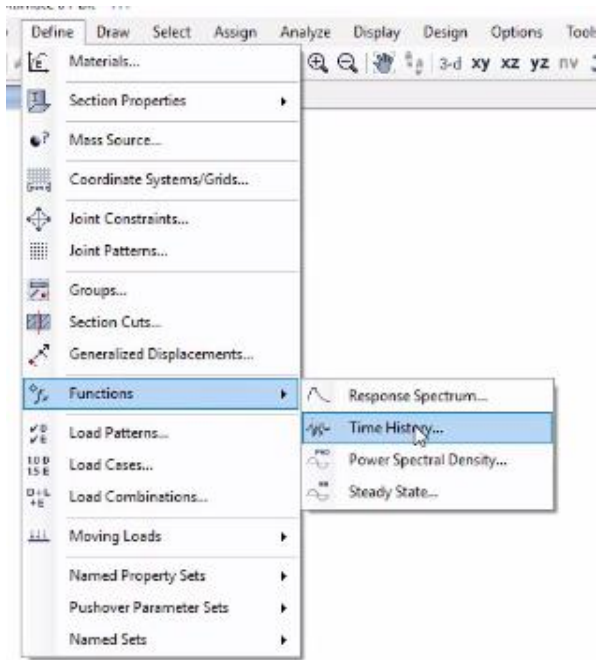 Define Draw Select Assign Analyze Display Design Options Tools
3-d xy xz yz nv
Materials...
Section Properties
Mass Source...
Coordinate Systems/Grids...
Joint Constraints...
Joint Patterns...
Groups...
Section Cuts...
Generalized Displacements...
Functions
Response Spectrum...
Load Patterns...
Time History...
Load Cases...
Power Spectral Density...
Load Combinations...
Steady State...
Moving Loads
Named Property Sets
Pushover Parameter Sets
Named Sets